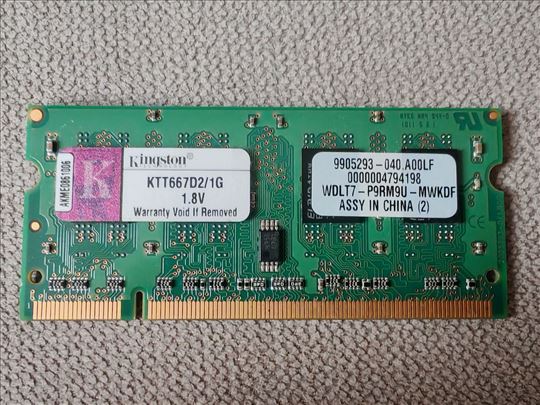 Kingston
KTT667D2/1G
1.8V
Warranty Void If Removed
AKME0861006
K
9905293-040.A00LF
0000004794198
WDLT7-P9RM9U-MWKDF
ASSY IN CHINA (2)